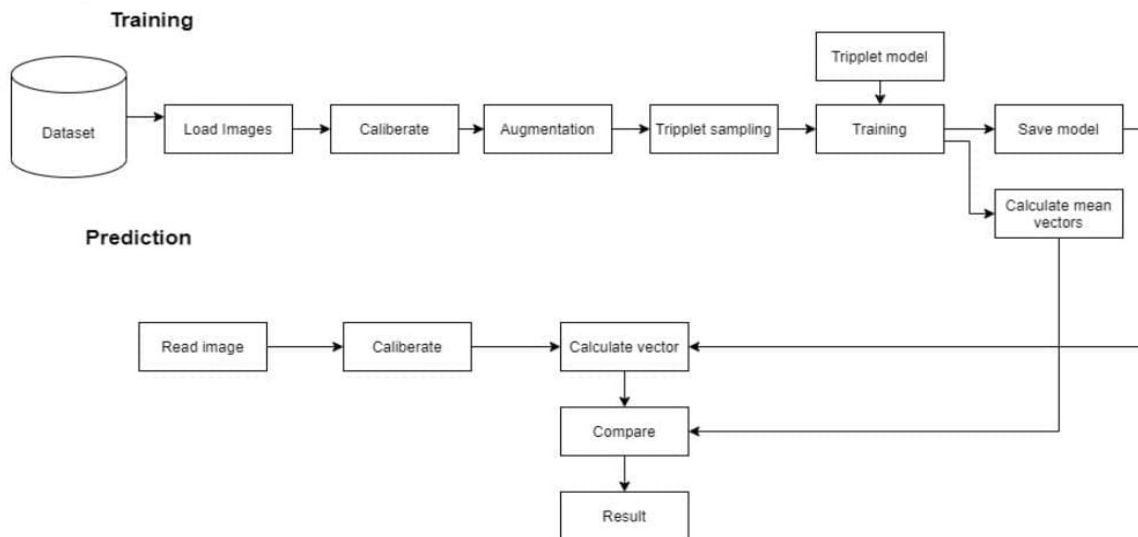 Training
Tripplet model
Dataset
Load Images
Caliberate
Augmentation
Tripplet sampling
Training
Save model
Calculate mean
vectors
Prediction
Read image
Caliberate
Calculate vector
Compare
Result